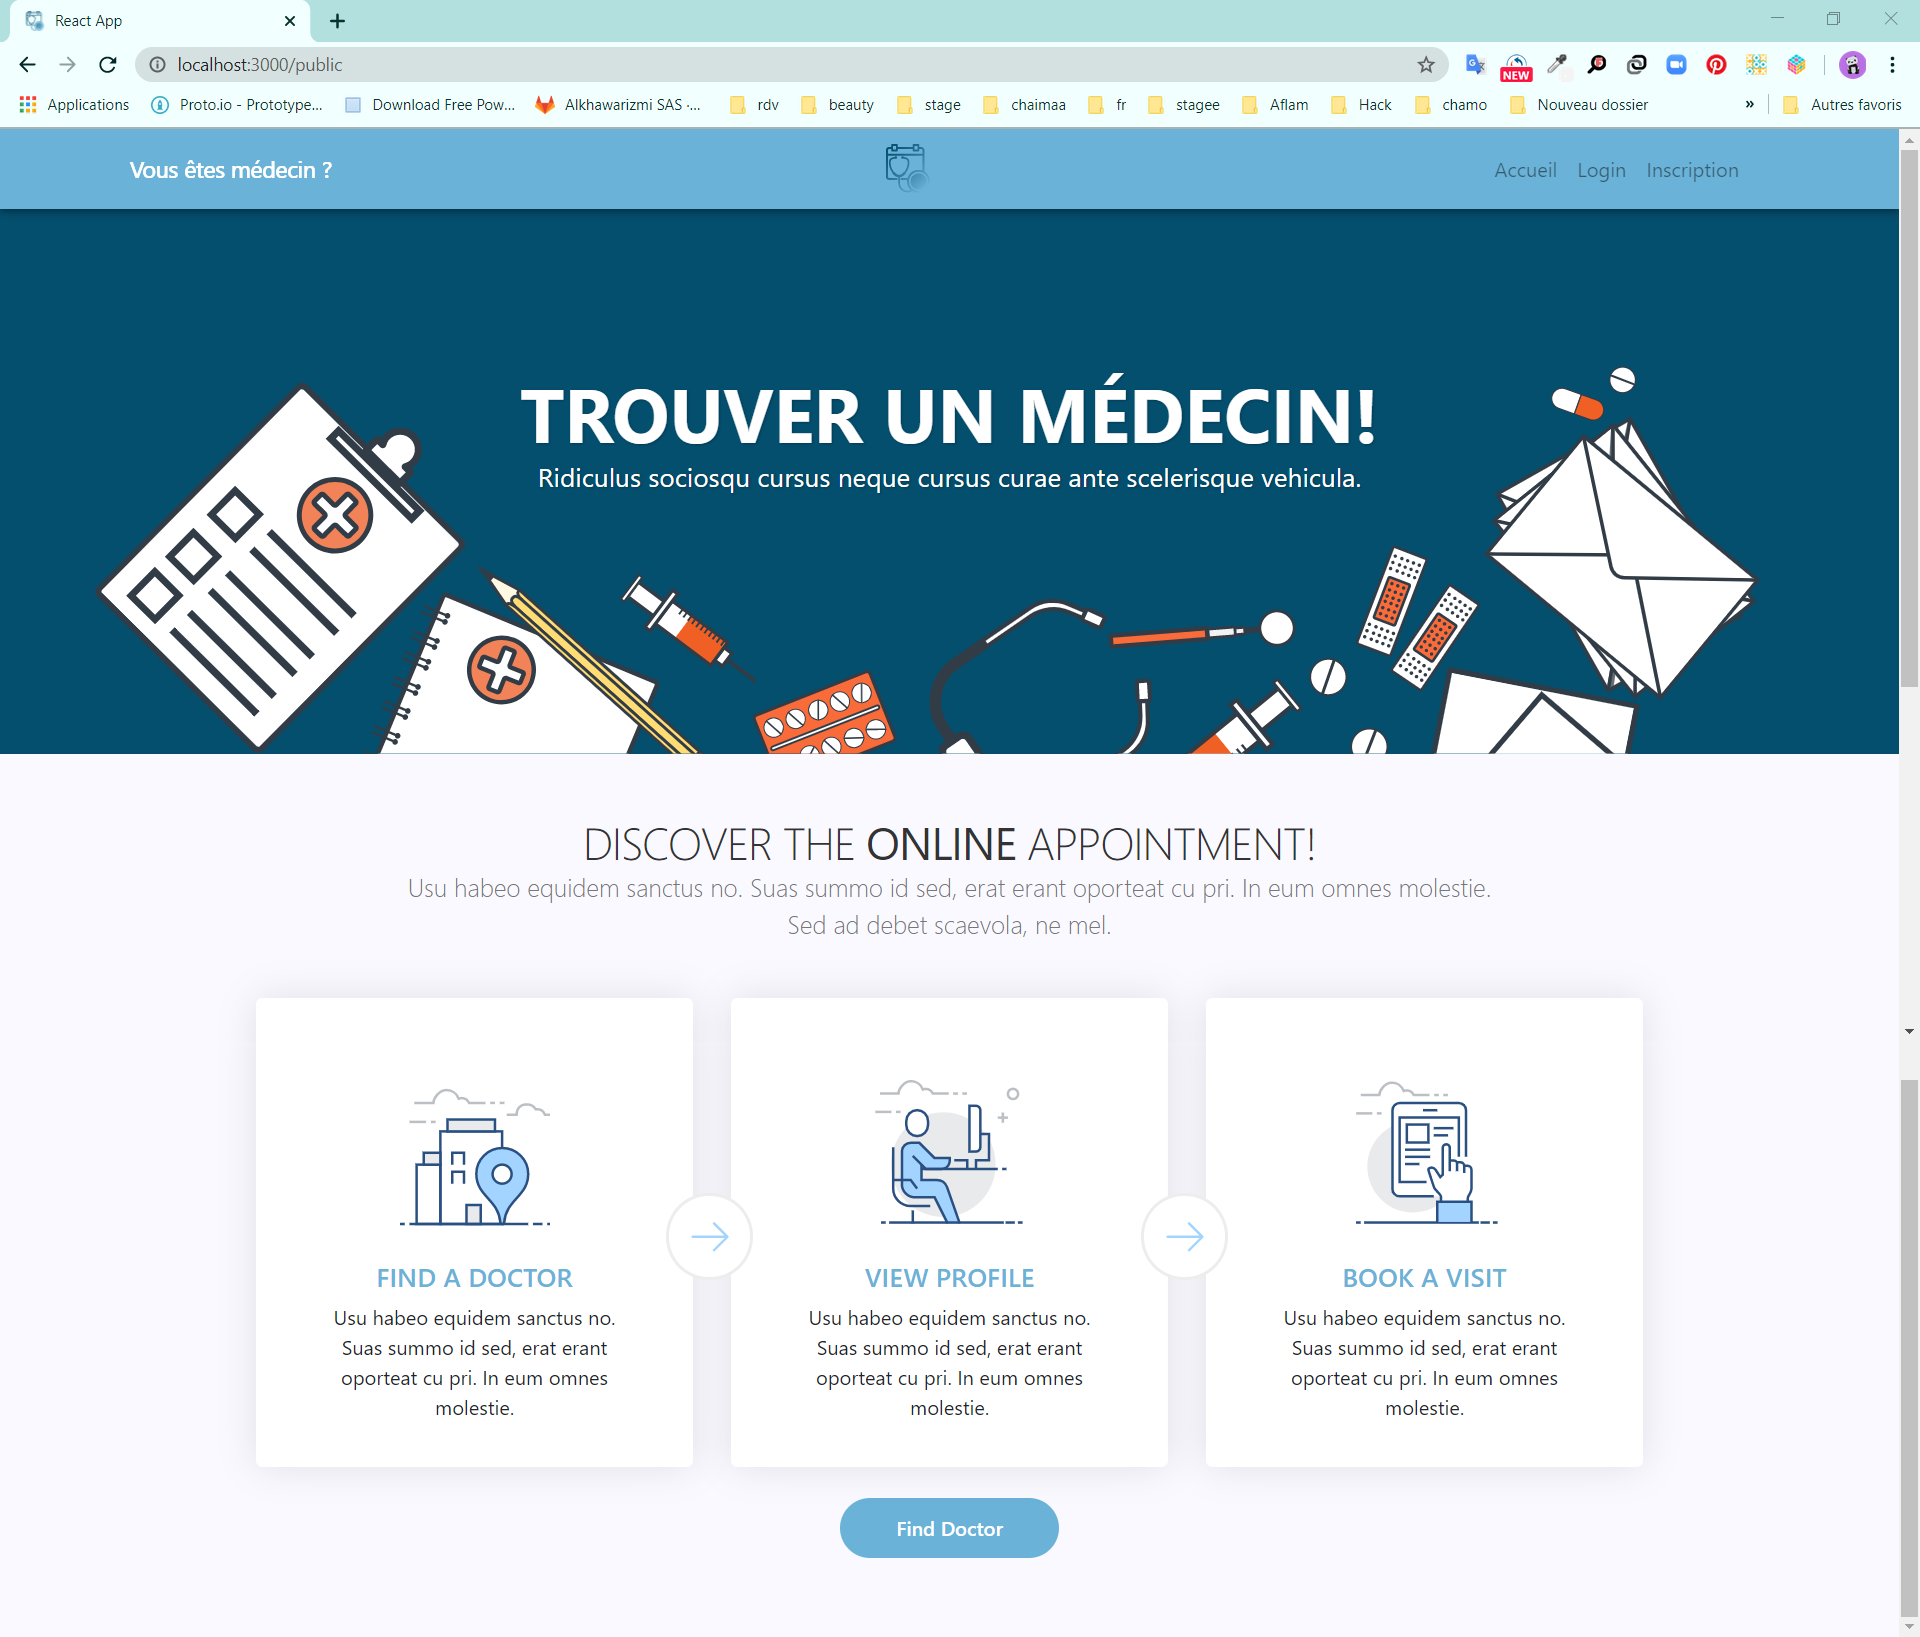 React App
localhost:3000/public
NEW
Applications
Proto.io - Prototype...
Download Free Pow...
Alkhawarizmi SAS ·...
rdv
beauty
stage
chaimaa
fr
stagee
Aflam
Hack
chamo
Nouveau dossier
»
Autres favoris
Vous êtes médecin ?
Accueil Login Inscription
TROUVER UN MÉDECIN!
Ridiculus sociosqu cursus neque cursus curae ante scelerisque vehicula.
DISCOVER THE ONLINE APPOINTMENT!
Usu habeo equidem sanctus no. Suas summo id sed, erat erant oporteat cu pri. In eum omnes molestie.
Sed ad debet scaevola, ne mel.
FIND A DOCTOR
Usu habeo equidem sanctus no.
Suas summo id sed, erat erant
oporteat cu pri. In eum omnes
molestie.
VIEW PROFILE
Usu habeo equidem sanctus no.
Suas summo id sed, erat erant
oporteat cu pri. In eum omnes
molestie.
BOOK A VISIT
Usu habeo equidem sanctus no.
Suas summo id sed, erat erant
oporteat cu pri. In eum omnes
molestie.
Find Doctor